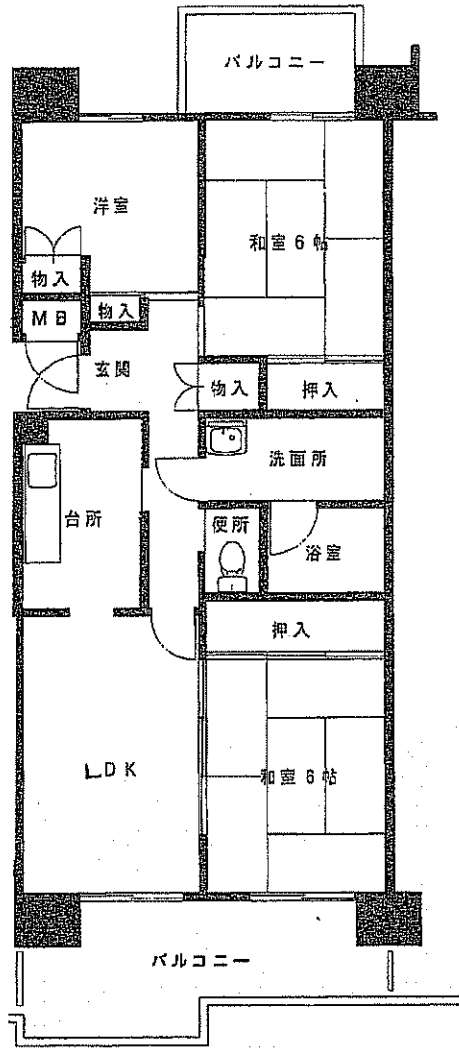 バルコニー
洋室
和室6帖
物入
MB
物入
玄関
物入
押入
洗面所
台所
便所
浴室
押入
LDK
和室6帖
バルコニー